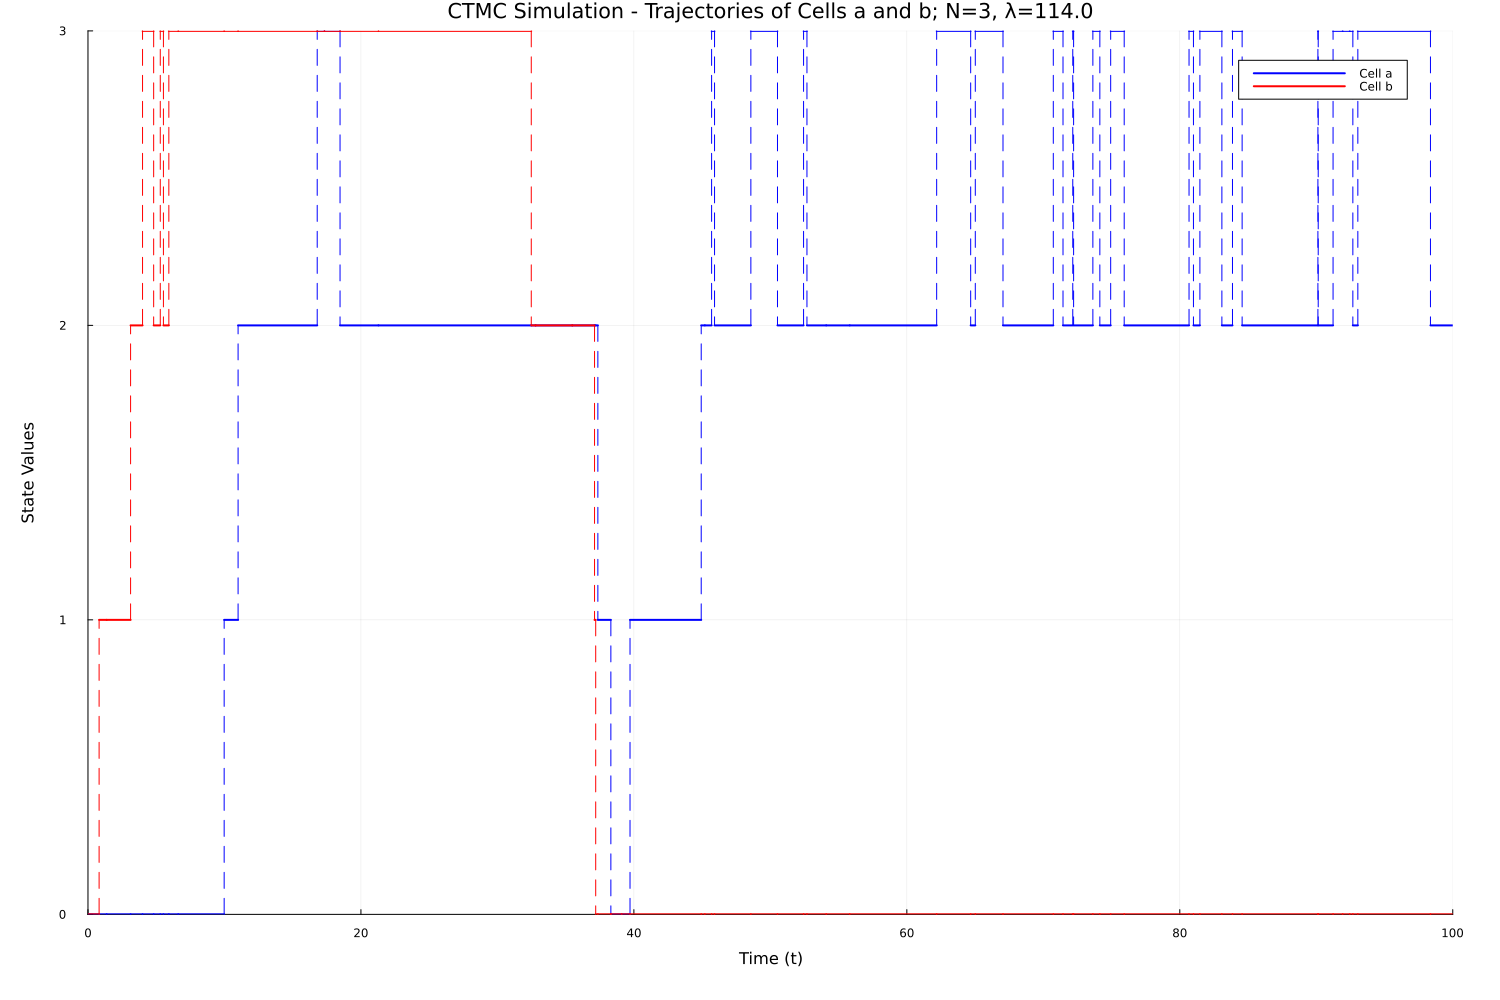 CTMC Simulation - Trajectories of Cells a and b; N=3, λ=114.0
3
Cell a
Cell b
2
State Values
1
0
0 20 40 60 80 100
Time (t)